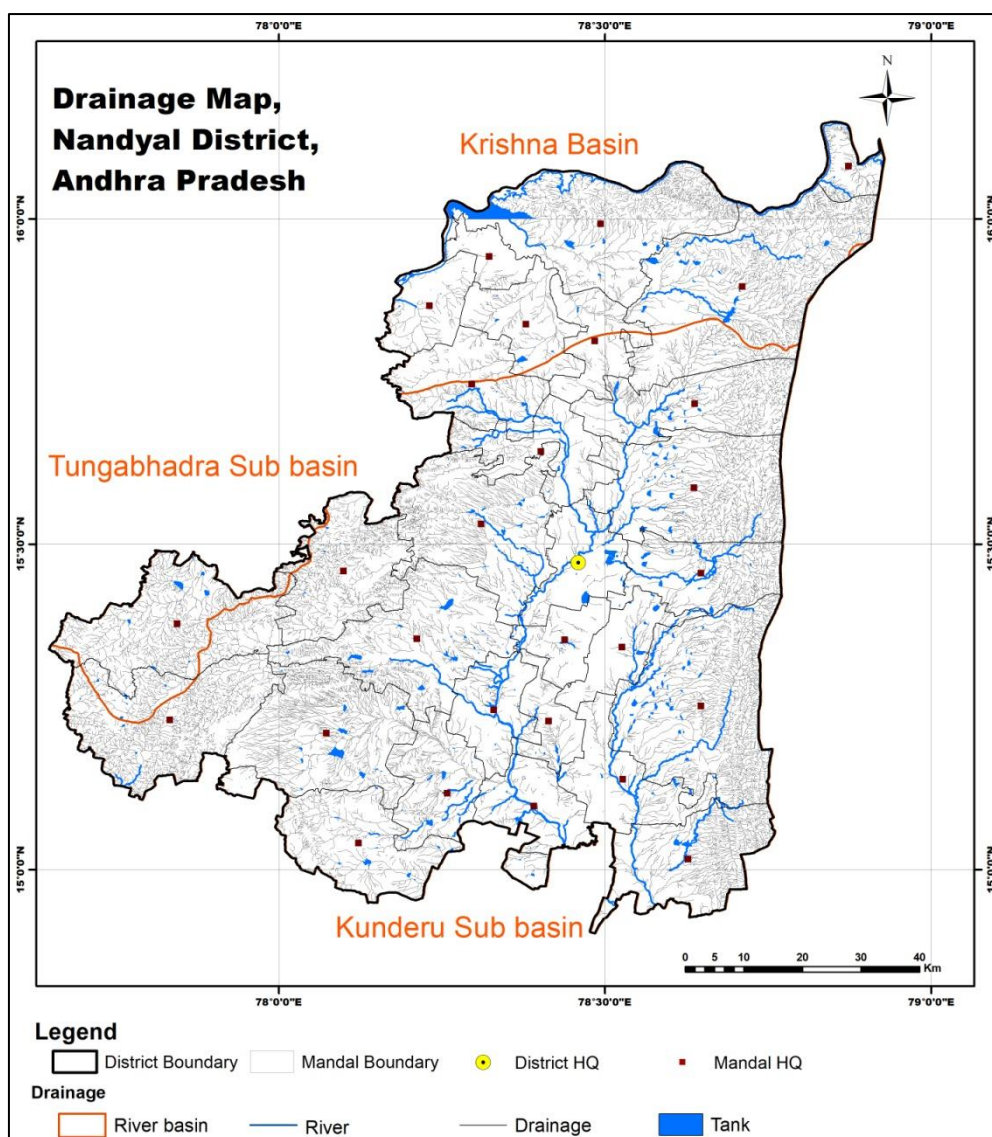 78°0'0"E 78°30'0"E 79°0'0"E
N
Drainage Map,
Nandyal District,
Andhra Pradesh
Krishna Basin
16°0'0"N 16°0'0"N
Tungabhadra Sub basin
15°30'0"N 15°30'0"N
15°0'0"N 15°0'0"N
Kunderu Sub basin
0 5 10 20 30 40
Km
78°0'0"E 78°30'0"E 79°0'0"E
Legend
District Boundary Mandal Boundary District HQ Mandal HQ
Drainage
River basin River Drainage Tank